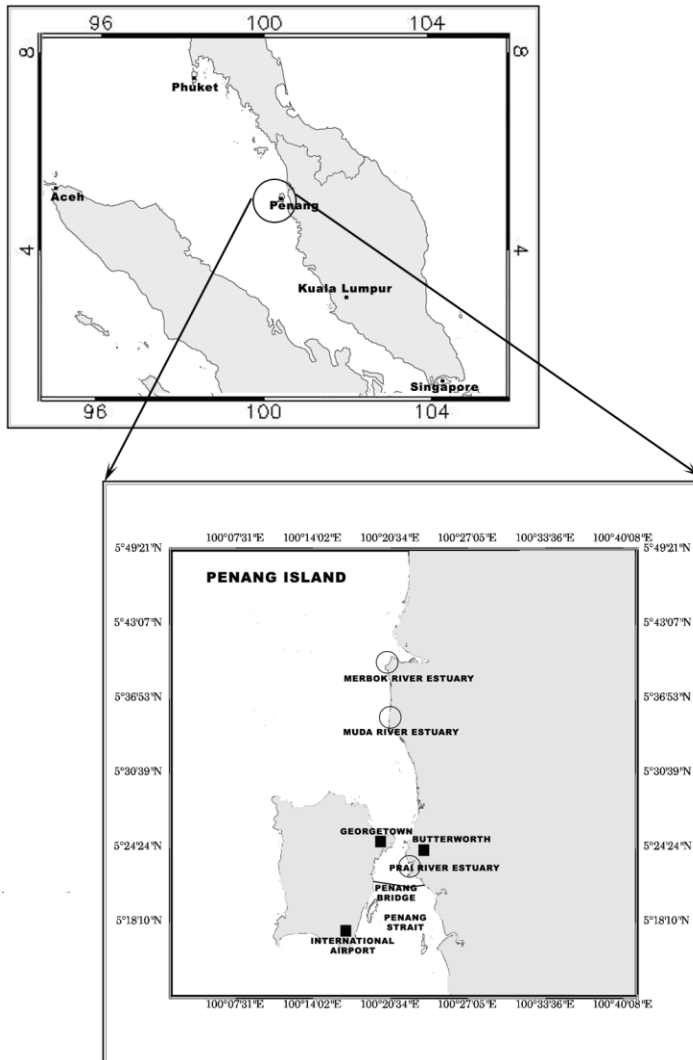 96 100 104
8 8
Phuket
Aceh
Penang
4 4
Kuala Lumpur
Singapore
96 100 104
100°07'31"E 100°14'02"E 100°20'34"E 100°27'05"E 100°33'36"E 100°40'08"E
5°49'21"N 5°49'21"N
PENANG ISLAND
5°43'07"N 5°43'07"N
MERBOK RIVER ESTUARY
5°36'53"N 5°36'53"N
MUDA RIVER ESTUARY
5°30'39"N 5°30'39"N
GEORGETOWN
BUTTERWORTH
5°24'24"N 5°24'24"N
PRAI RIVER ESTUARY
PENANG
BRIDGE
PENANG
STRAIT
5°18'10"N 5°18'10"N
INTERNATIONAL
AIRPORT
100°07'31"E 100°14'02"E 100°20'34"E 100°27'05"E 100°33'36"E 100°40'08"E